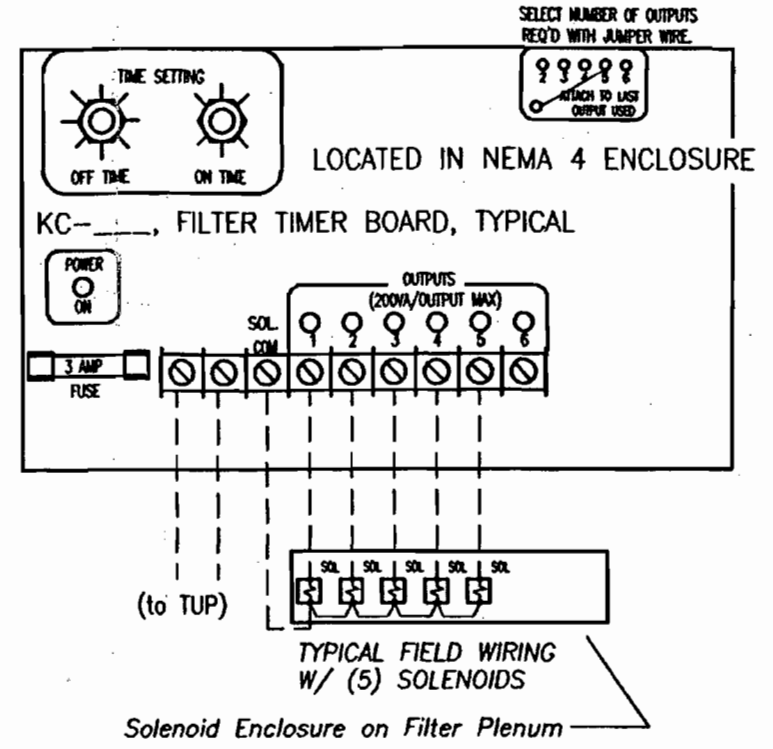 SELECT NUMBER OF OUTPUTS
REQ'D WITH JUMPER WIRE.
2 3 4 5 6
ATTACH TO LAST
OUTPUT USED
TIME SETTING
OFF TIME
ON TIME
LOCATED IN NEMA 4 ENCLOSURE
KC-___, FILTER TIMER BOARD, TYPICAL
POWER
ON
OUTPUTS
(200VA/OUTPUT MAX)
SOL.
COM
1 2 3 4 5 6
3 AMP
FUSE
SOL SOL SOL SOL SOL
(to TUP)
TYPICAL FIELD WIRING
W/ (5) SOLENOIDS
Solenoid Enclosure on Filter Plenum